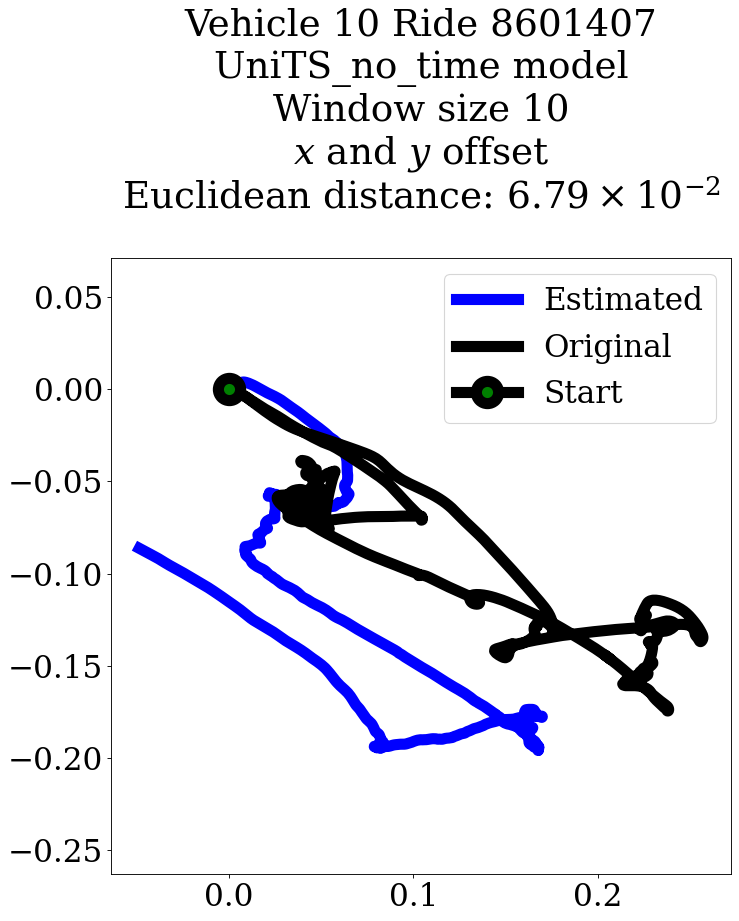 Vehicle 10 Ride 8601407
UniTS_no_time model
Window size 10
x and y offset
Euclidean distance: 6.79 × 10⁻²
Estimated
Original
Start
0.05
0.00
−0.05
−0.10
−0.15
−0.20
−0.25
0.0 0.1 0.2